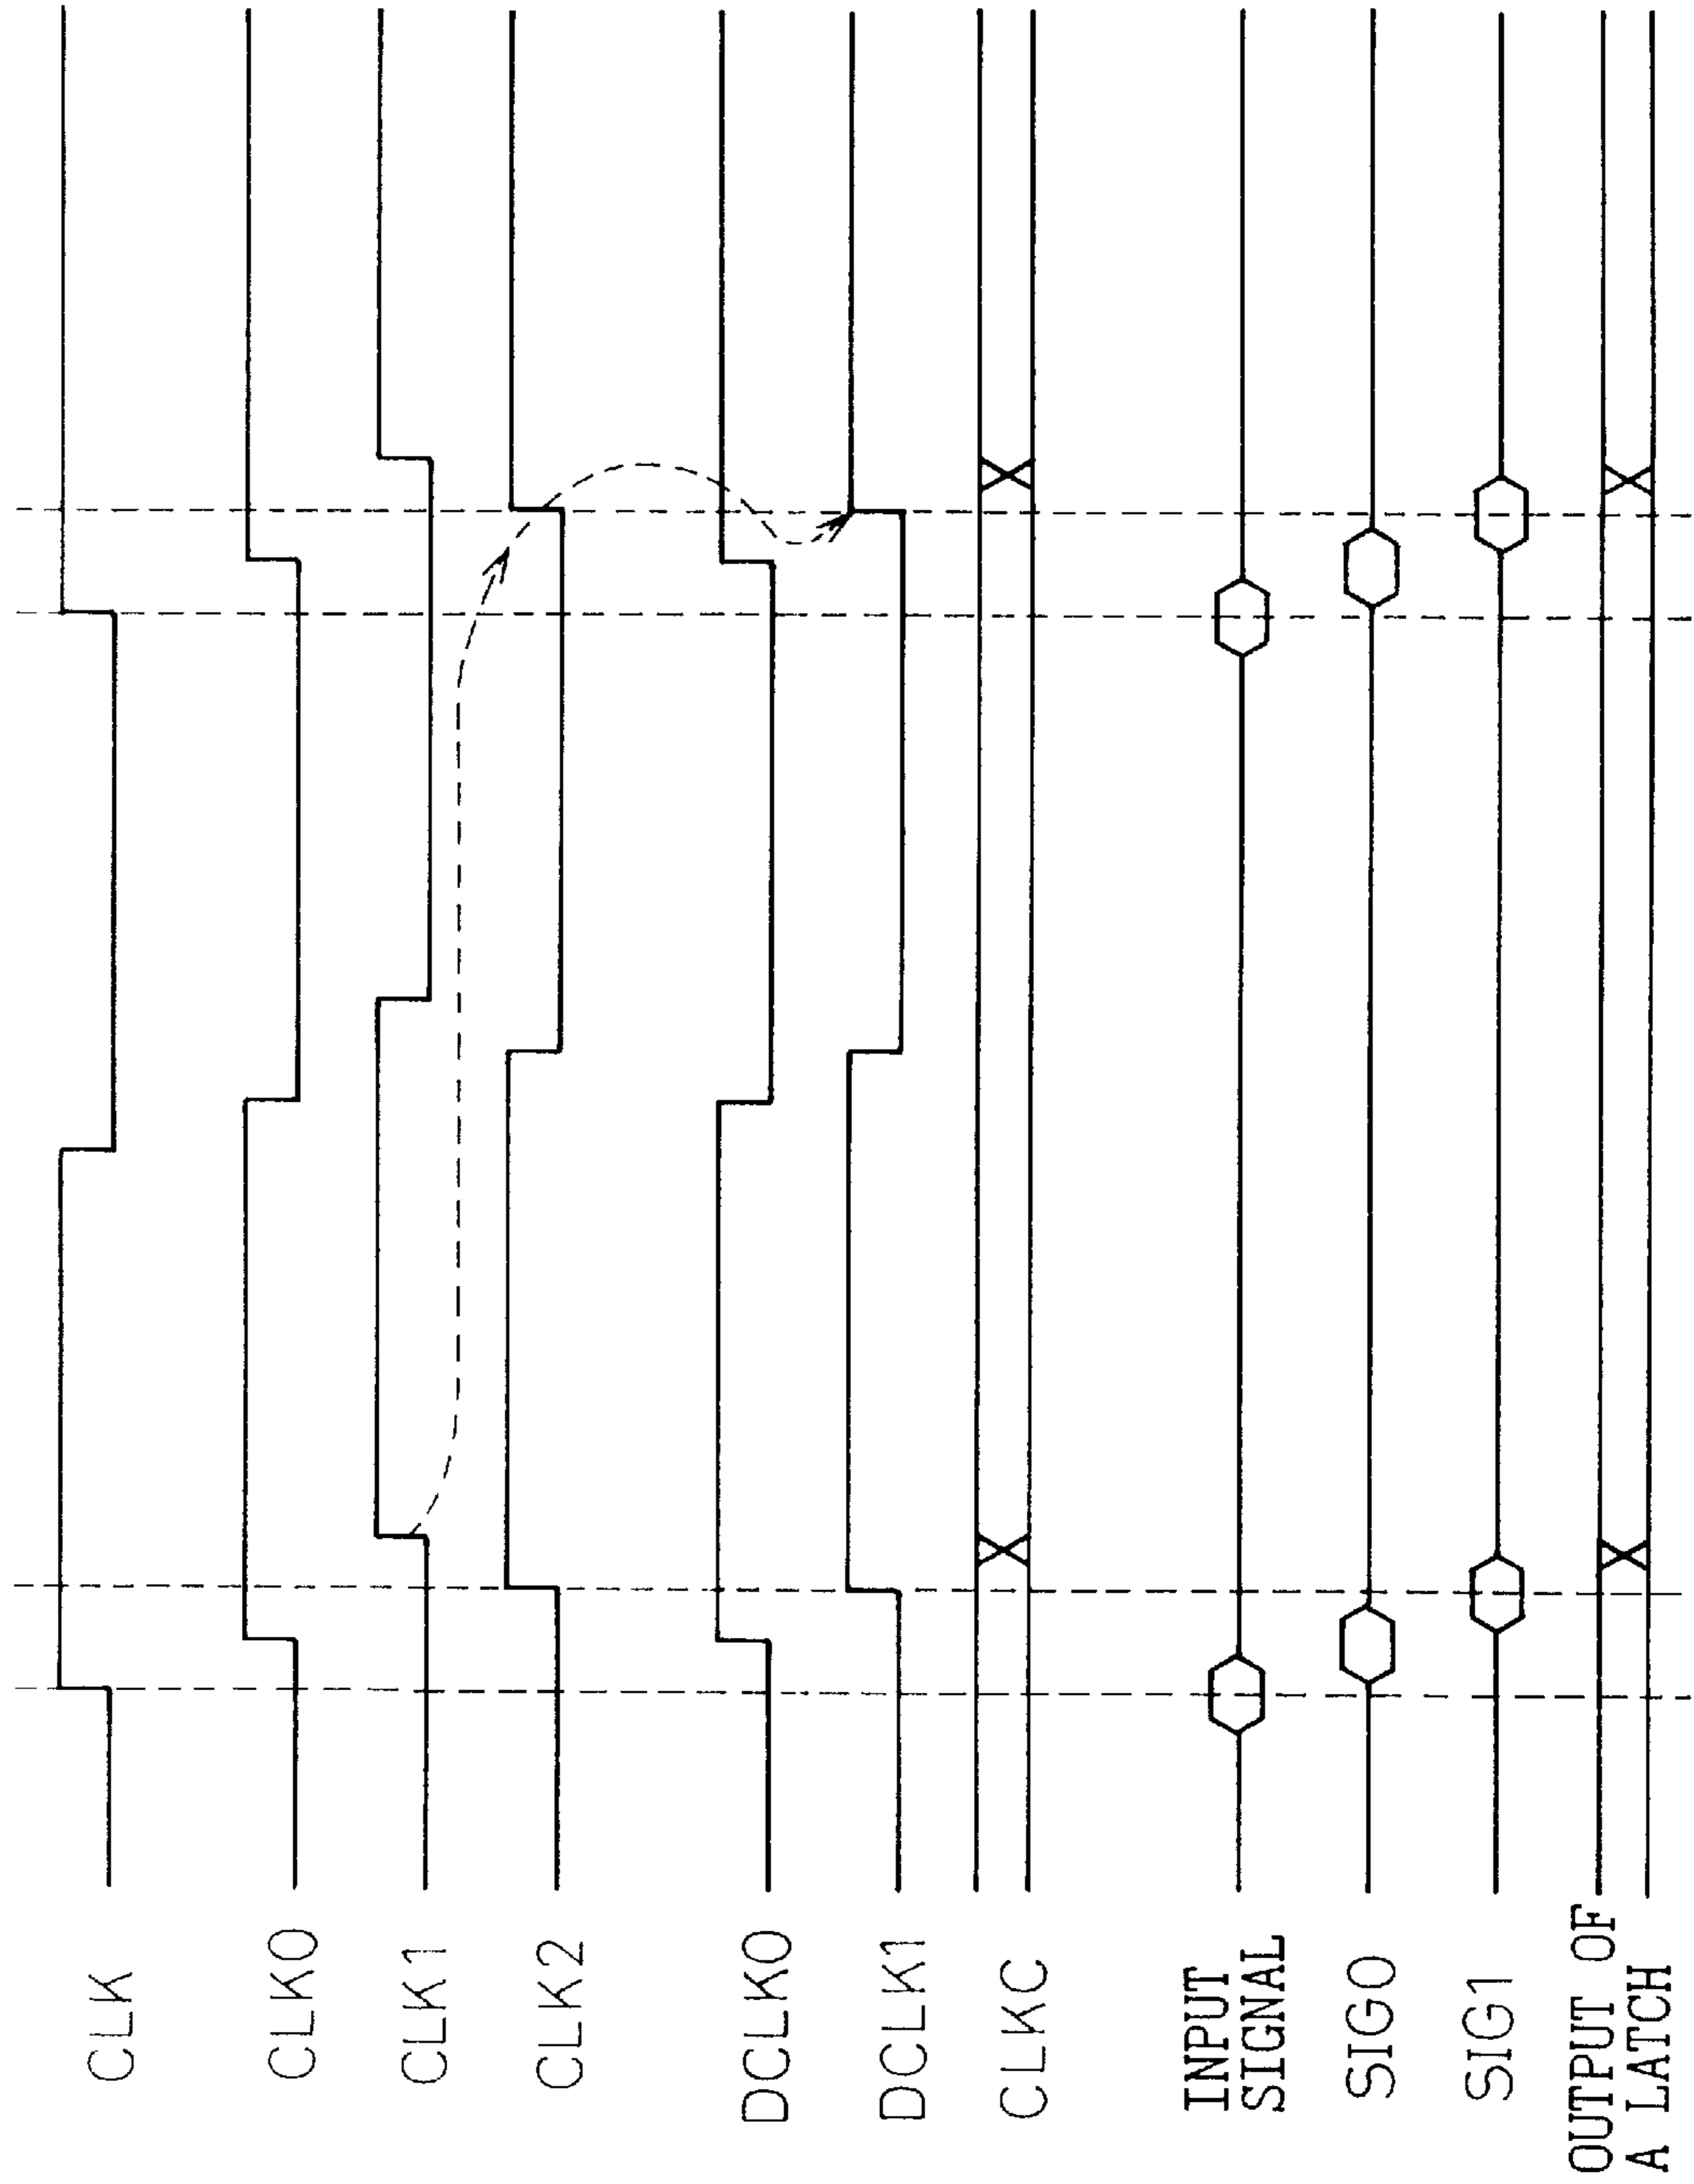 CLK
CLK0
CLK1
CLK2
DCLK0
DCLK1
CLKC
INPUT
SIGNAL
SIG0
SIG1
OUTPUT OF
A LATCH